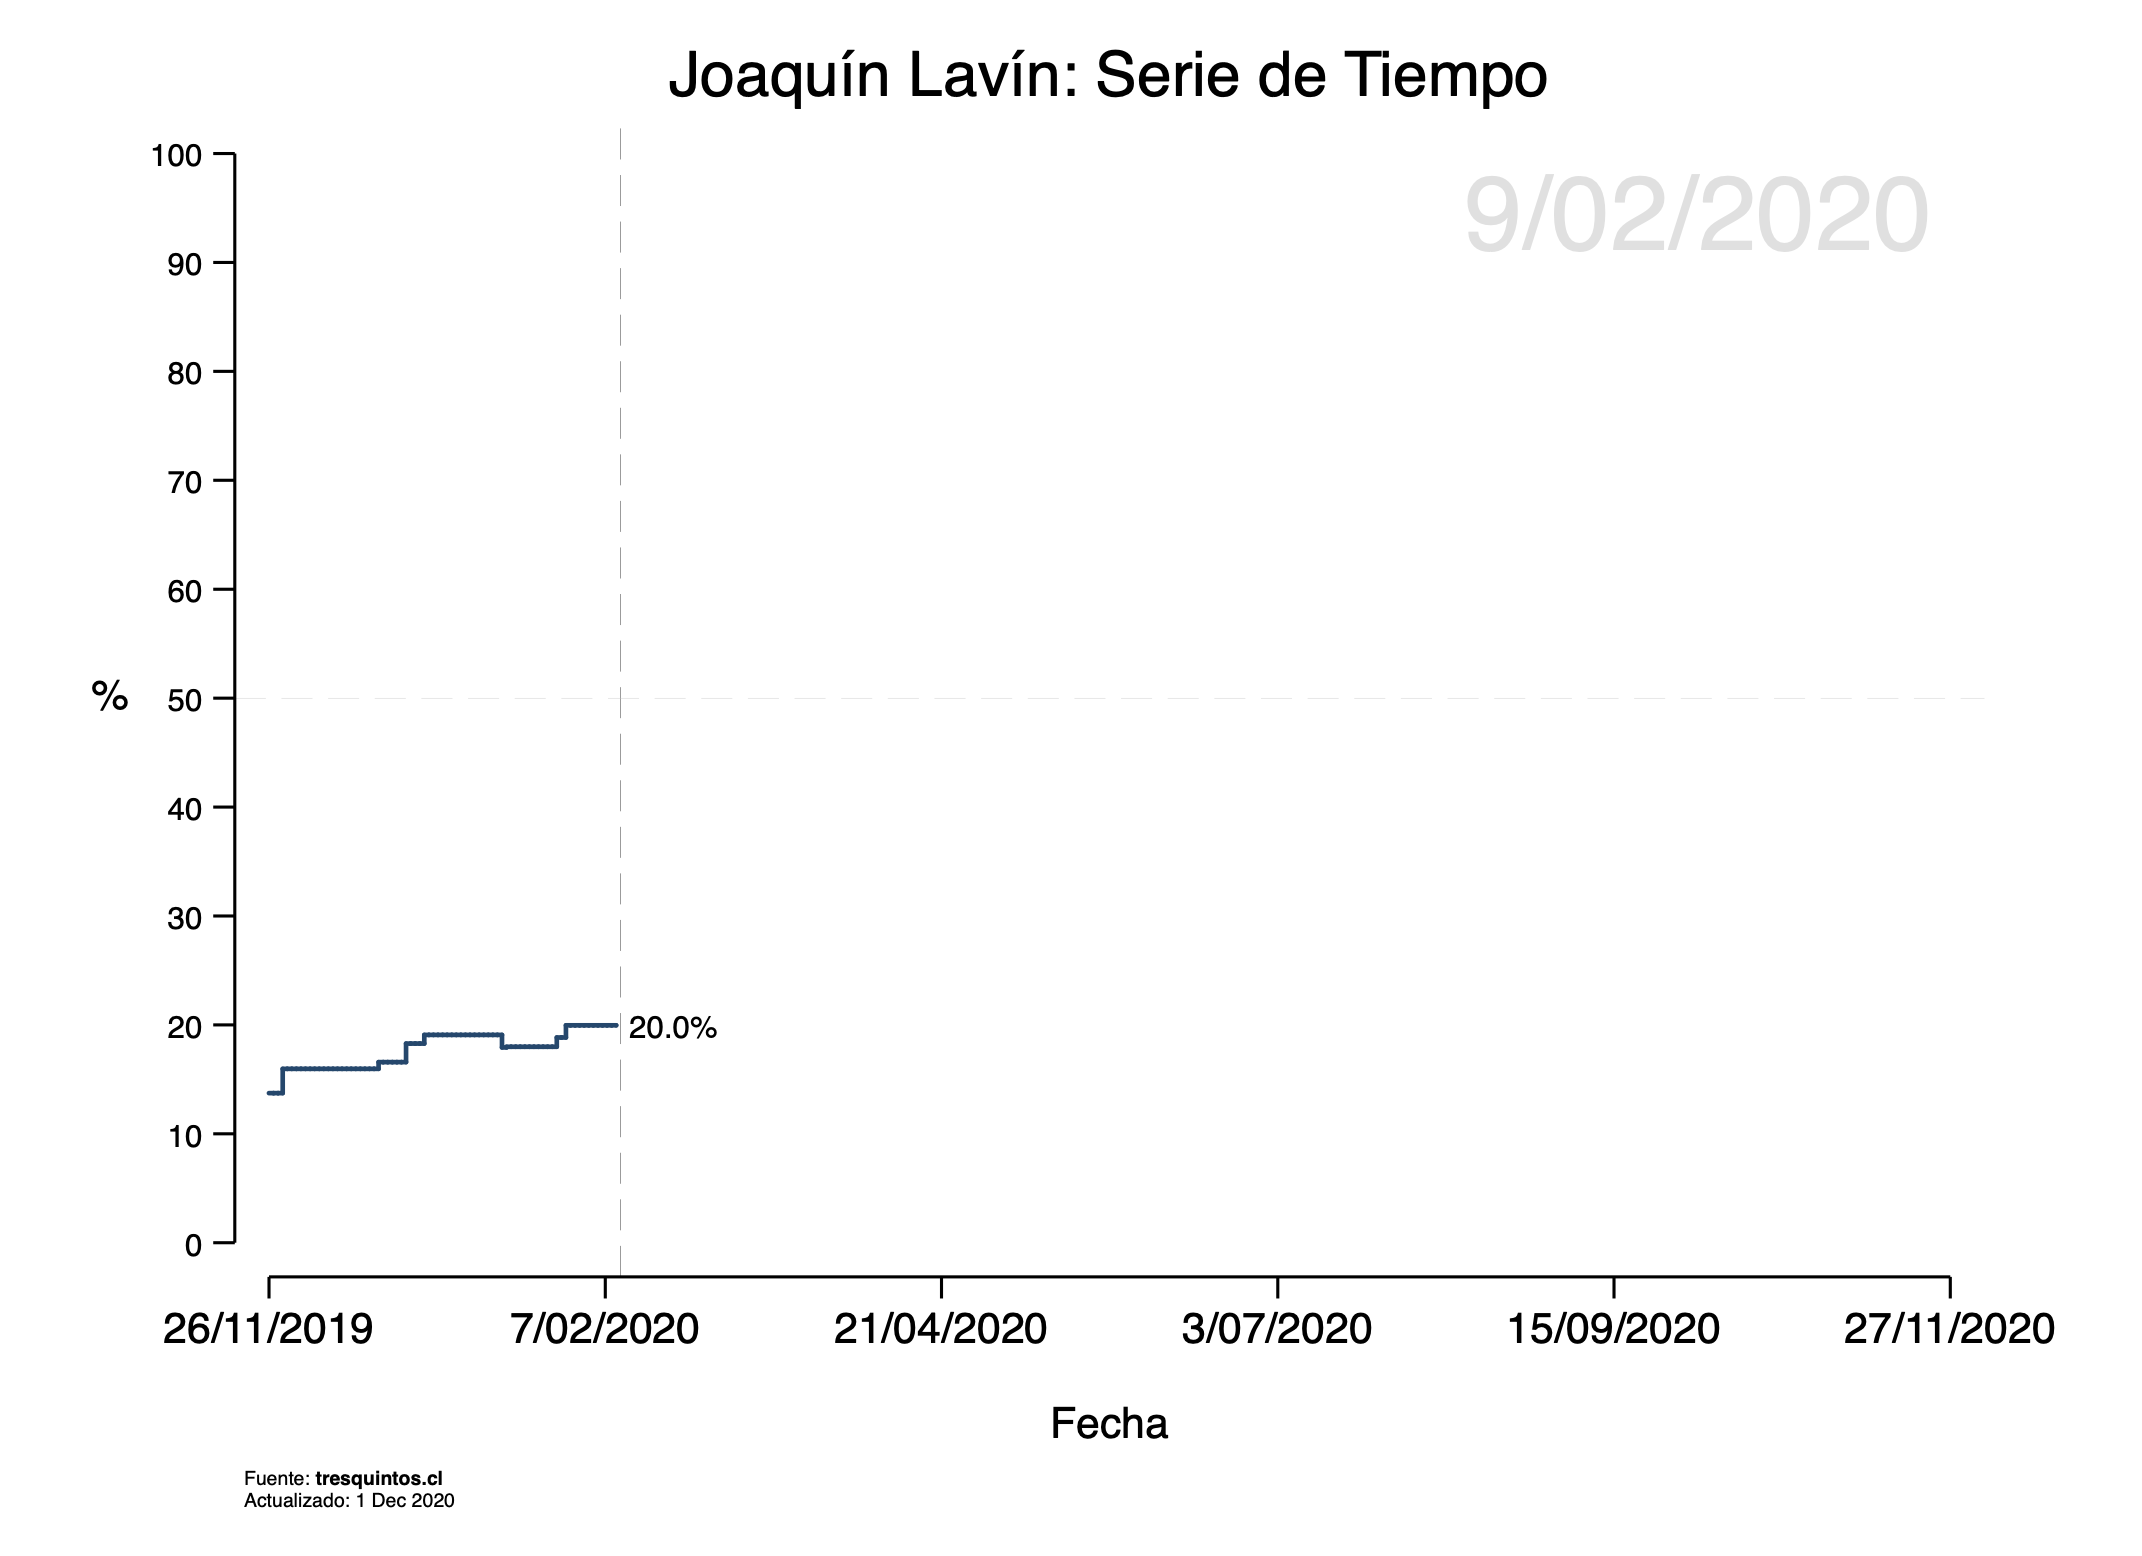 Joaquín Lavín: Serie de Tiempo
9/02/2020
100
90
80
70
60
50
40
30
20
10
0
%
20.0%
26/11/2019 7/02/2020 21/04/2020 3/07/2020 15/09/2020 27/11/2020
Fecha
Fuente: tresquintos.cl
Actualizado: 1 Dec 2020